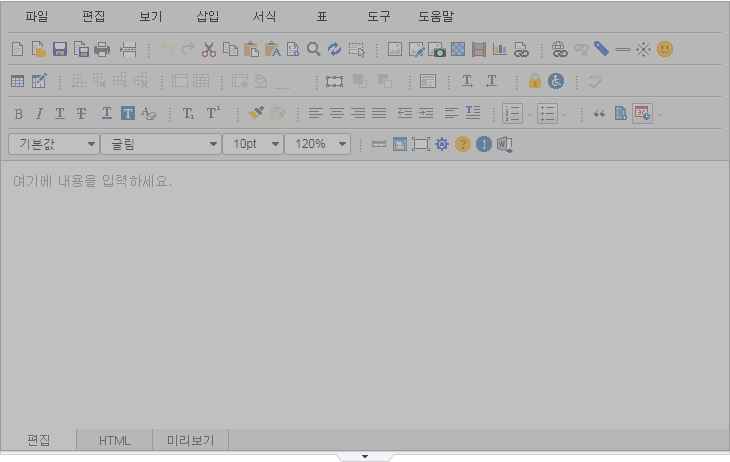 파일 편집 보기 삽입 서식 표 도구 도움말
기본값 굴림 10pt 120%
여기에 내용을 입력하세요.
편집 HTML 미리보기